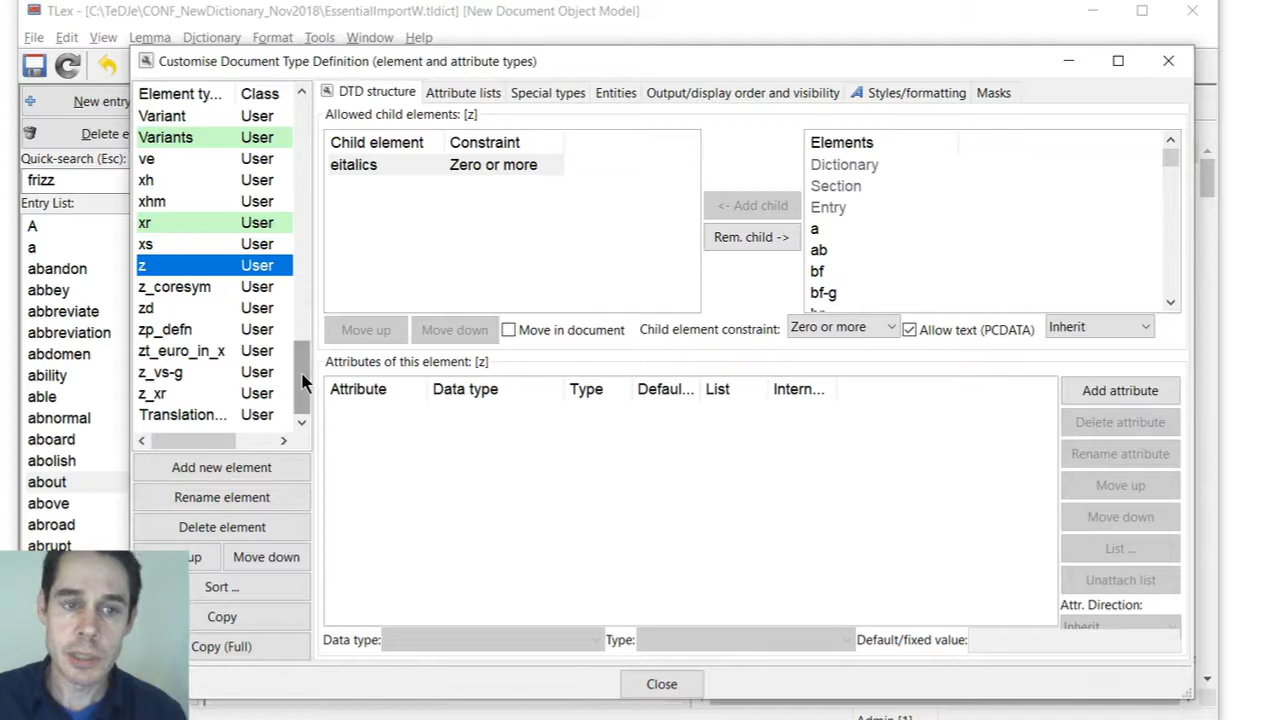 TLex - [C:\TeDJe\CONF_NewDictionary_Nov2018\EssentialImportW.tldict] [New Document Object Model]
File Edit View Lemma Dictionary Format Tools Window Help
Customise Document Type Definition (element and attribute types)
New entry
Delete e
Quick-search (Esc):
frizz
Entry List:
A
a
abandon
abbey
abbreviate
abbreviation
abdomen
ability
able
abnormal
aboard
abolish
about
above
abroad
abrupt
Element ty... Class
Variant User
Variants User
ve User
xh User
xhm User
xr User
xs User
z User
z_coresym User
zd User
zp_defn User
zt_euro_in_x User
z_vs-g User
z_xr User
Translation... User
Add new element
Rename element
Delete element
up Move down
Sort ...
Copy
Copy (Full)
DTD structure Attribute lists Special types Entities Output/display order and visibility Styles/formatting Masks
Allowed child elements: [z]
Child element Constraint
eitalics Zero or more
<- Add child
Rem. child ->
Elements
Dictionary
Section
Entry
a
ab
bf
bf-g
Move up Move down Move in document Child element constraint: Zero or more Allow text (PCDATA) Inherit
Attributes of this element: [z]
Attribute Data type Type Defaul... List Intern...
Add attribute
Delete attribute
Rename attribute
Move up
Move down
List ...
Unattach list
Attr. Direction:
Inherit
Data type: Type: Default/fixed value:
Close
Admin [1]